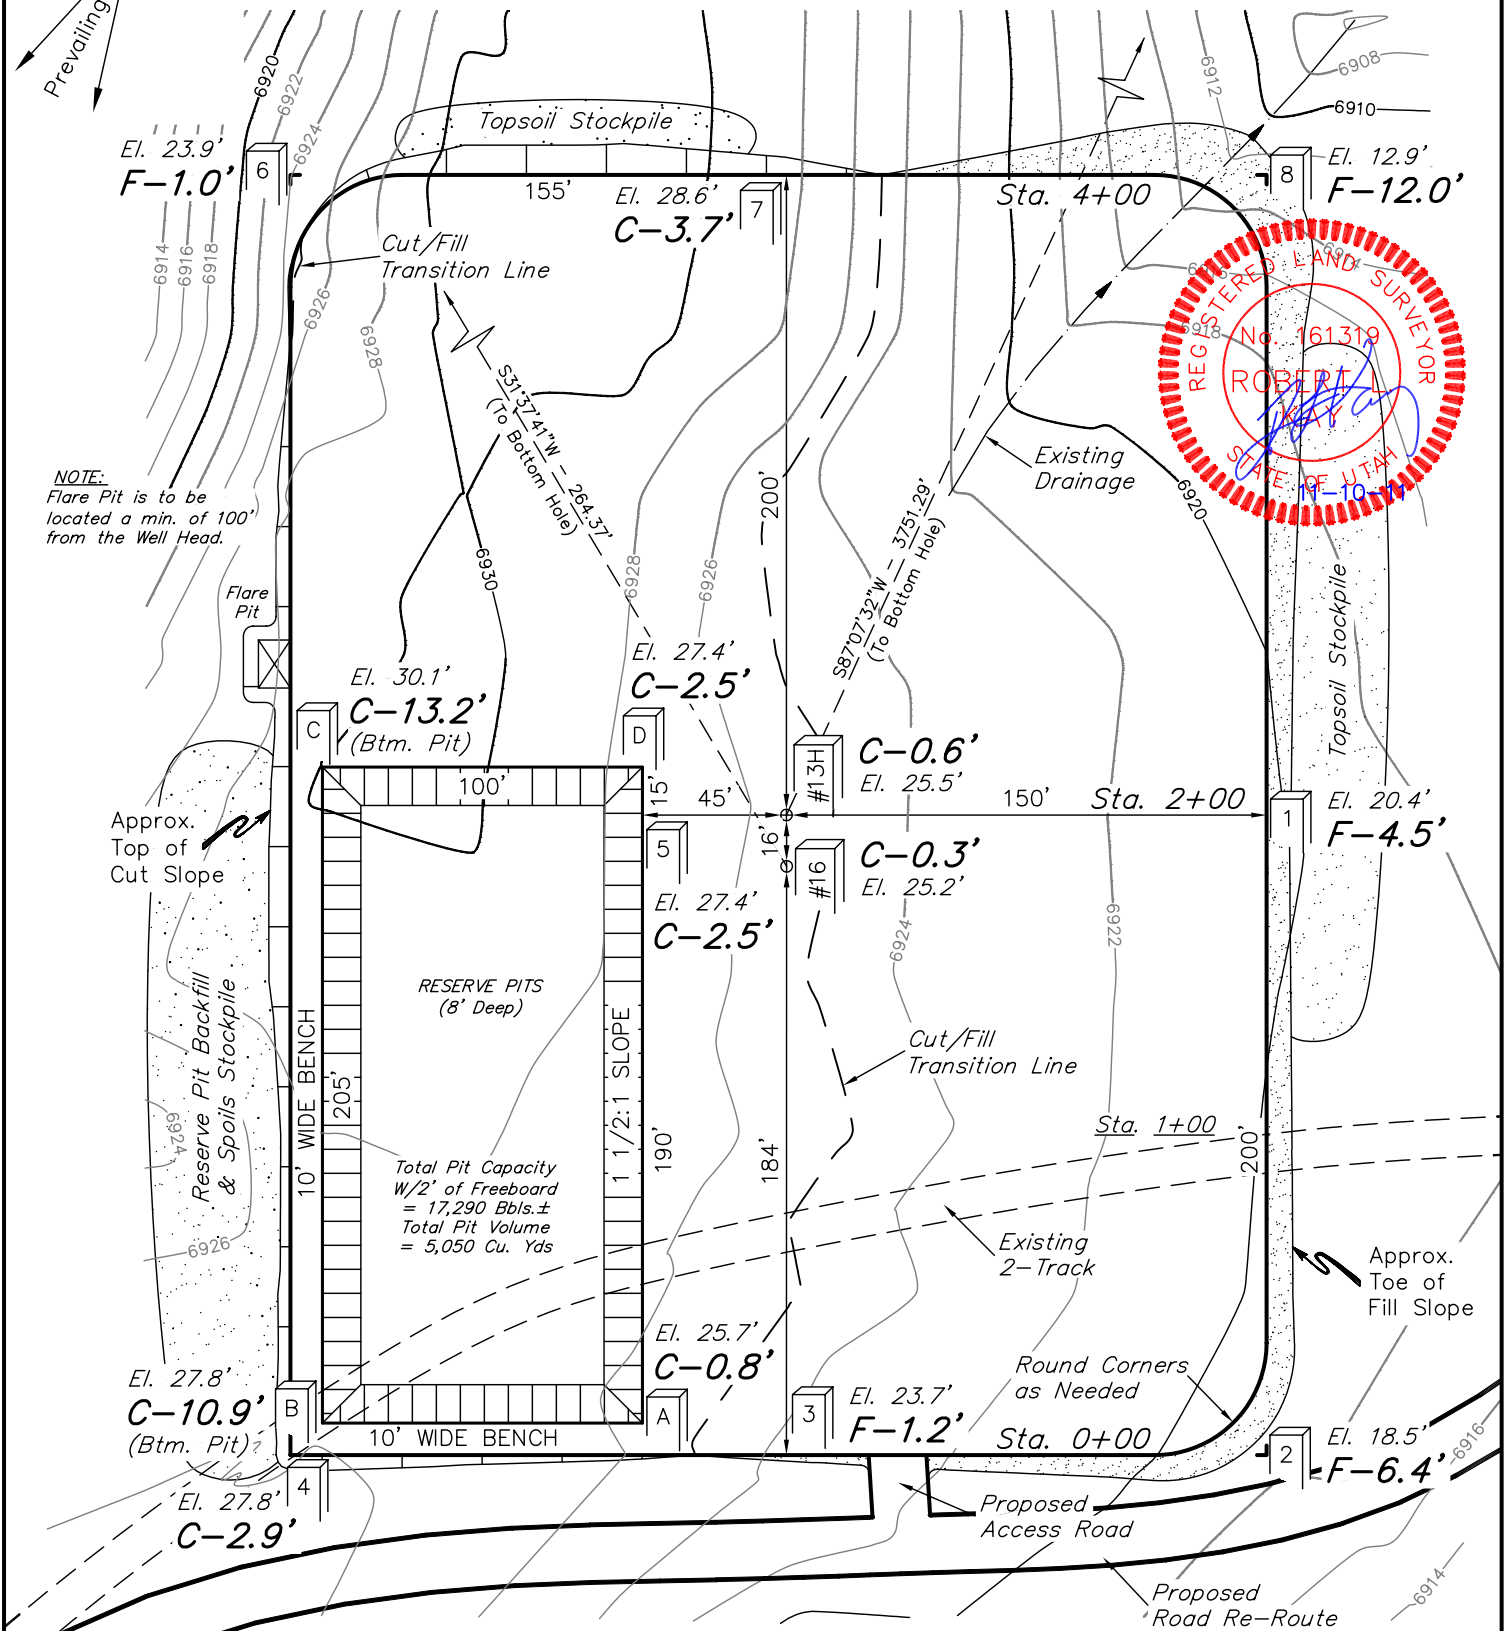 Prevailing
6920
6922
6924
6908
6912
6910
Topsoil Stockpile
El. 23.9'
F-1.0'
6
155'
El. 28.6'
C-3.7'
7
Sta. 4+00
8
El. 12.9'
F-12.0'
6914
6916
6918
Cut/Fill
Transition Line
6926
6928
REGISTERED LAND SURVEYOR
No. 161319
ROBERT L.
KAY
STATE OF UTAH
11-10-11
6918
S31°37'41"W - 264.37'
(To Bottom Hole)
200'
Existing
Drainage
6920
NOTE:
Flare Pit is to be
located a min. of 100'
from the Well Head.
6930
6928
6926
S87°07'32"W - 3751.29'
(To Bottom Hole)
Flare
Pit
Topsoil Stockpile
El. 27.4'
C-2.5'
El. 30.1'
C-13.2'
(Btm. Pit)
C
D
#13H
C-0.6'
El. 25.5'
100'
15'
45'
150'
Sta. 2+00
1
El. 20.4'
F-4.5'
Approx.
Top of
Cut Slope
5
16'
#16
C-0.3'
El. 25.2'
El. 27.4'
C-2.5'
6924
6922
RESERVE PITS
(8' Deep)
Reserve Pit Backfill
& Spoils Stockpile
10' WIDE BENCH
205'
1 1/2:1 SLOPE
190'
184'
Cut/Fill
Transition Line
Sta. 1+00
200'
6924
6926
Total Pit Capacity
W/2' of Freeboard
= 17,290 Bbls.±
Total Pit Volume
= 5,050 Cu. Yds
Existing
2-Track
Approx.
Toe of
Fill Slope
El. 25.7'
C-0.8'
El. 27.8'
C-10.9'
(Btm. Pit)
B
A
3
El. 23.7'
F-1.2'
Round Corners
as Needed
10' WIDE BENCH
Sta. 0+00
2
El. 18.5'
F-6.4'
6916
4
El. 27.8'
C-2.9'
Proposed
Access Road
Proposed
Road Re-Route
6914